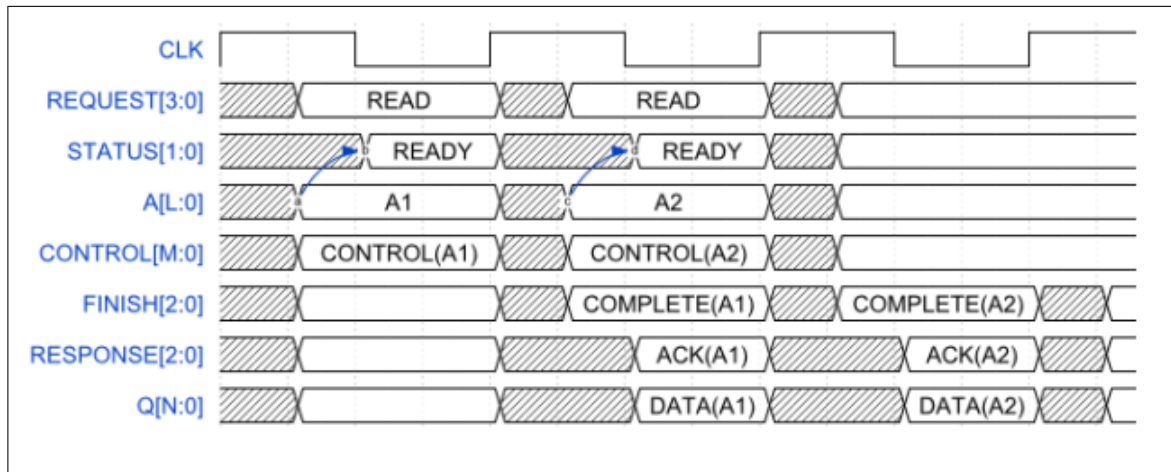 CLK
REQUEST[3:0] READ READ
STATUS[1:0] b READY d READY
A[L:0] a A1 c A2
CONTROL[M:0] CONTROL(A1) CONTROL(A2)
FINISH[2:0] COMPLETE(A1) COMPLETE(A2)
RESPONSE[2:0] ACK(A1) ACK(A2)
Q[N:0] DATA(A1) DATA(A2)